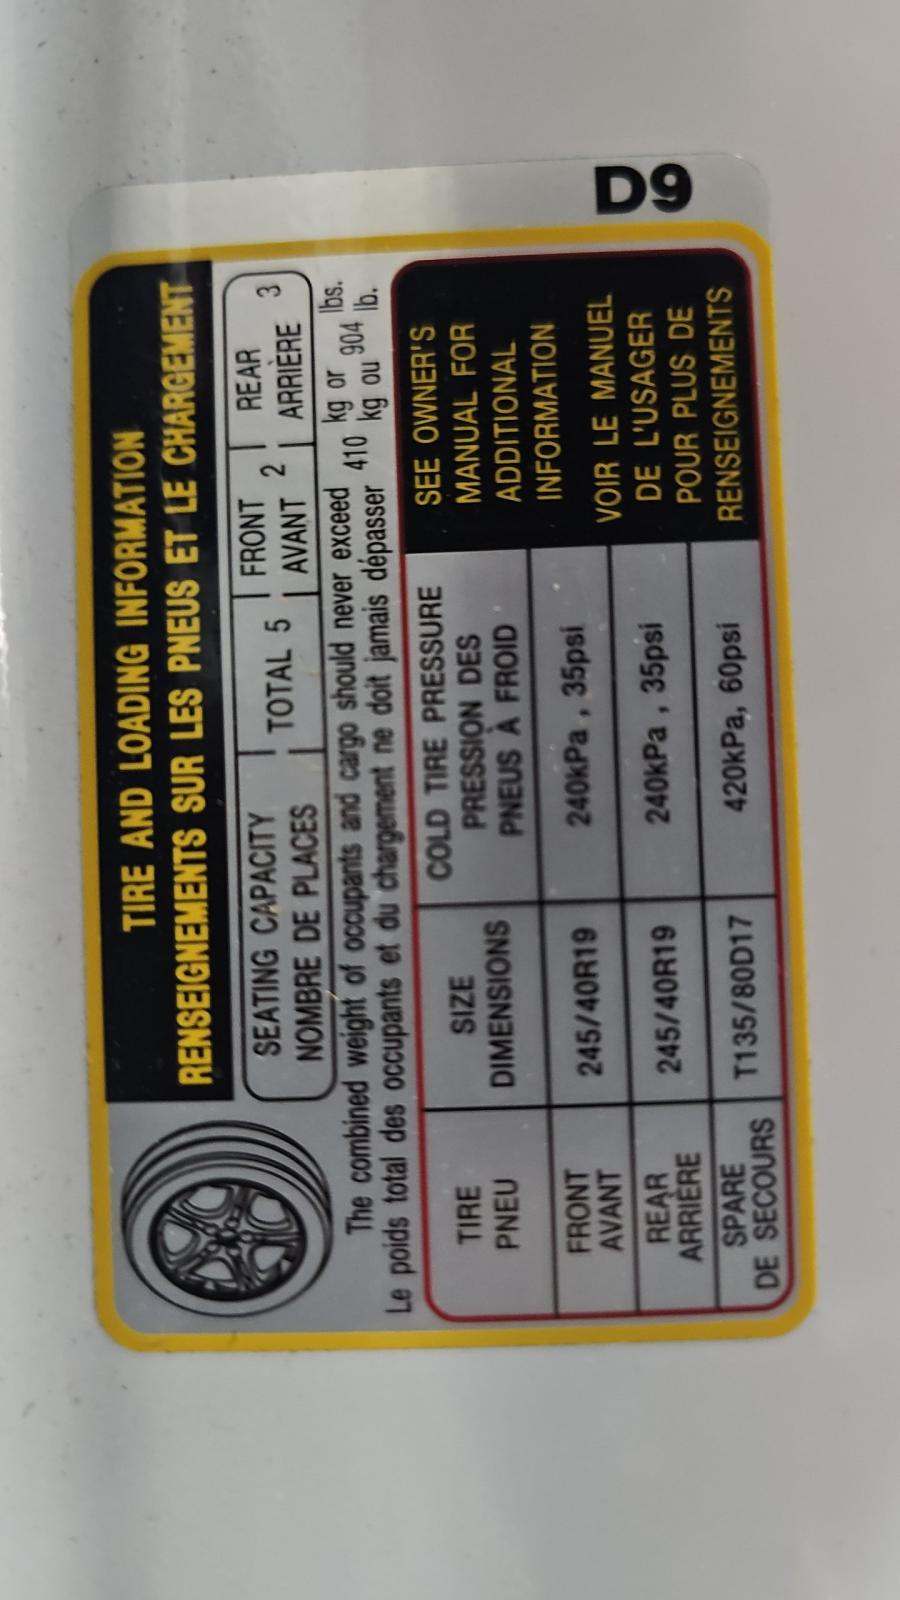 D9
TIRE AND LOADING INFORMATION
RENSEIGNEMENTS SUR LES PNEUS ET LE CHARGEMENT
SEATING CAPACITY
NOMBRE DE PLACES
TOTAL 5
FRONT
AVANT 2
REAR
ARRIÈRE 3
The combined weight of occupants and cargo should never exceed 410 kg or 904 lbs.
Le poids total des occupants et du chargement ne doit jamais dépasser 410 kg ou 904 lb.
TIRE
PNEU
SIZE
DIMENSIONS
COLD TIRE PRESSURE
PRESSION DES
PNEUS À FROID
FRONT
AVANT
245/40R19
240kPa , 35psi
REAR
ARRIÈRE
245/40R19
240kPa , 35psi
SPARE
DE SECOURS
T135/80D17
420kPa, 60psi
SEE OWNER'S
MANUAL FOR
ADDITIONAL
INFORMATION
VOIR LE MANUEL
DE L'USAGER
POUR PLUS DE
RENSEIGNEMENTS